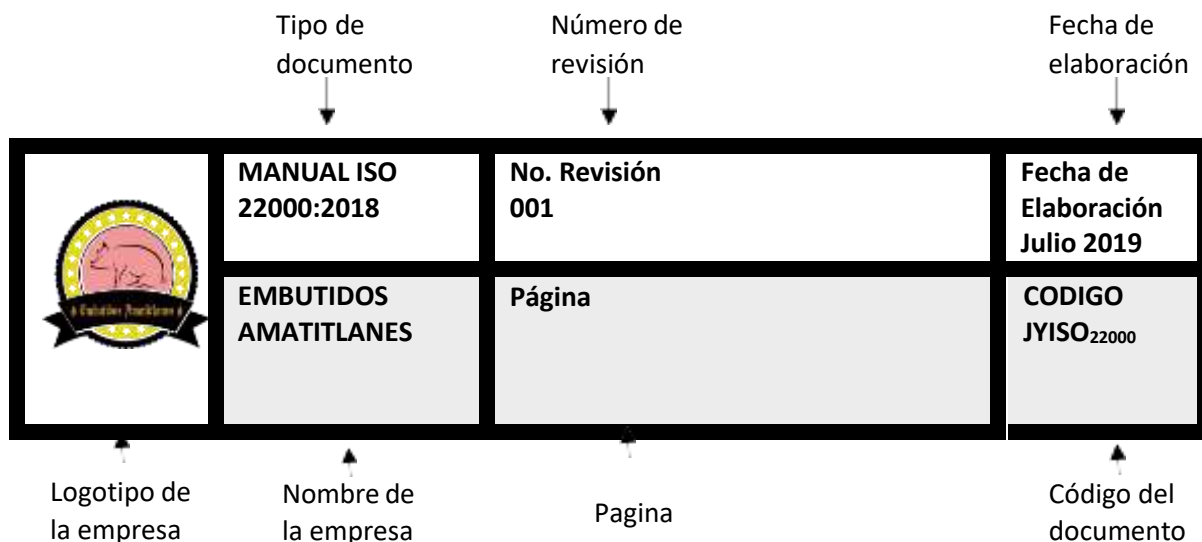 Tipo de
documento
Número de
revisión
Fecha de
elaboración
MANUAL ISO
22000:2018
No. Revisión
001
Fecha de
Elaboración
Julio 2019
EMBUTIDOS
AMATITLANES
Página
CODIGO
JYISO22000
Logotipo de
la empresa
Nombre de
la empresa
Pagina
Código del
documento